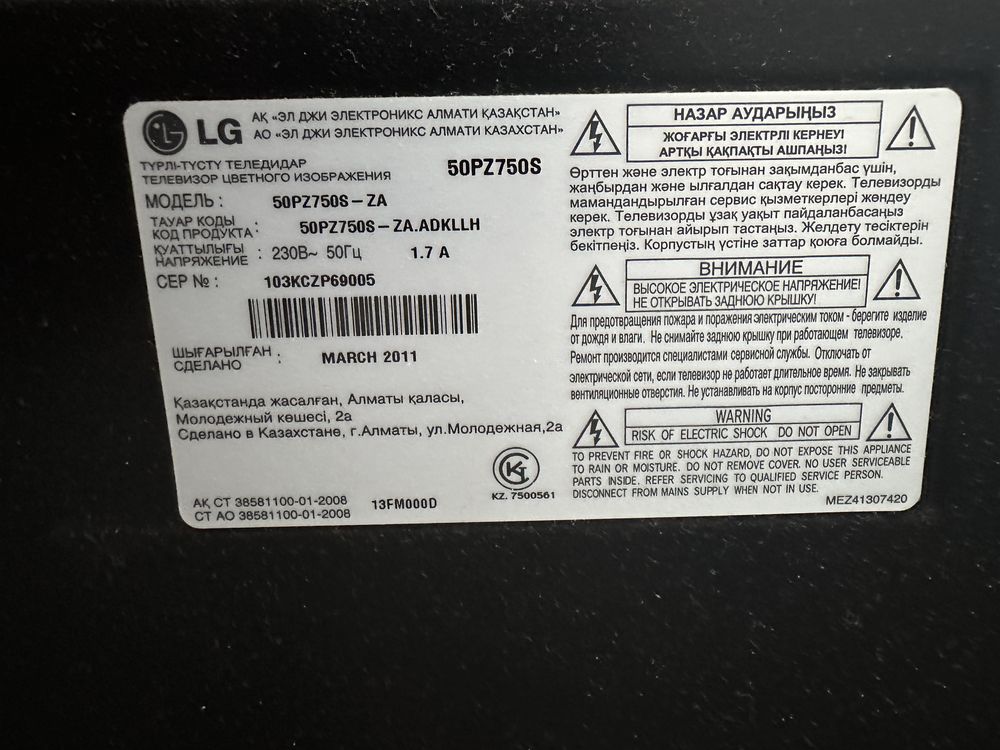 LG
АҚ «ЭЛ ДЖИ ЭЛЕКТРОНИКС АЛМАТИ ҚАЗАҚСТАН»
АО «ЭЛ ДЖИ ЭЛЕКТРОНИКС АЛМАТИ КАЗАХСТАН»
ТҮРЛІ-ТҮСТҮ ТЕЛЕДИДАР
ТЕЛЕВИЗОР ЦВЕТНОГО ИЗОБРАЖЕНИЯ
50PZ750S
МОДЕЛЬ : 50PZ750S-ZA
ТАУАР КОДЫ
КОД ПРОДУКТА : 50PZ750S-ZA.ADKLLH
ҚУАТТЫЛЫҒЫ
НАПРЯЖЕНИЕ : 230В~ 50Гц 1.7 А
СЕР № : 103KCZP69005
ШЫҒАРЫЛҒАН
СДЕЛАНО : MARCH 2011
Қазақстанда жасалған, Алматы қаласы,
Молодежный көшесі, 2а
Сделано в Казахстане, г.Алматы, ул.Молодежная,2а
KZ. 7500561
АҚ СТ 38581100-01-2008
СТ АО 38581100-01-2008
13FM000D
НАЗАР АУДАРЫҢЫЗ
ЖОҒАРҒЫ ЭЛЕКТРЛІ КЕРНЕУ!
АРТҚЫ ҚАҚПАҚТЫ АШПАҢЫЗ!
Өрттен және электр тоғынан зақымданбас үшін,
жаңбырдан және ылғалдан сақтау керек. Телевизорды
мамандандырылған сервис қызметкерлері жөндеу
керек. Телевизорды ұзақ уақыт пайдаланбасаңыз
электр тоғынан айырып тастаңыз. Желдету тесіктерін
бекітпеңіз. Корпустың үстіне заттар қоюға болмайды.
ВНИМАНИЕ
ВЫСОКОЕ ЭЛЕКТРИЧЕСКОЕ НАПРЯЖЕНИЕ!
НЕ ОТКРЫВАТЬ ЗАДНЮЮ КРЫШКУ!
Для предотвращения пожара и поражения электрическим током - берегите изделие
от дождя и влаги. Не снимайте заднюю крышку при работающем телевизоре.
Ремонт производится специалистами сервисной службы. Отключать от
электрической сети, если телевизор не работает длительное время. Не закрывать
вентиляционные отверстия. Не устанавливать на корпус посторонние предметы.
WARNING
RISK OF ELECTRIC SHOCK DO NOT OPEN
TO PREVENT FIRE OR SHOCK HAZARD, DO NOT EXPOSE THIS APPLIANCE
TO RAIN OR MOISTURE. DO NOT REMOVE COVER. NO USER SERVICEABLE
PARTS INSIDE. REFER SERVICING TO QUALIFIED SERVICE PERSON.
DISCONNECT FROM MAINS SUPPLY WHEN NOT IN USE.
MEZ41307420